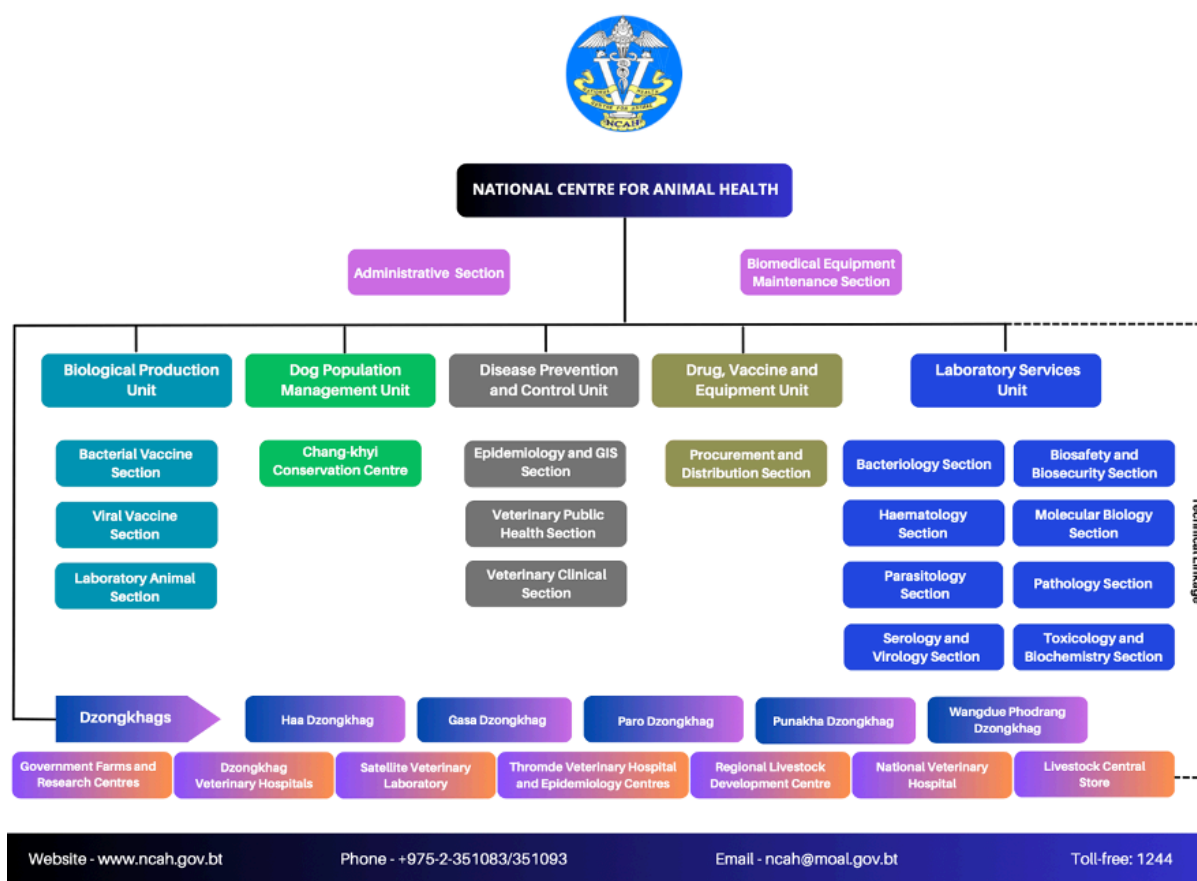 NCAH
NATIONAL CENTRE FOR ANIMAL HEALTH
Administrative Section
Biomedical Equipment
Maintenance Section
Biological Production
Unit
Dog Population
Management Unit
Disease Prevention
and Control Unit
Drug, Vaccine and
Equipment Unit
Laboratory Services
Unit
Bacterial Vaccine
Section
Viral Vaccine
Section
Laboratory Animal
Section
Chang-khyi
Conservation Centre
Epidemiology and GIS
Section
Veterinary Public
Health Section
Veterinary Clinical
Section
Procurement and
Distribution Section
Bacteriology Section
Biosafety and
Biosecurity Section
Haematology
Section
Molecular Biology
Section
Parasitology
Section
Pathology Section
Serology and
Virology Section
Toxicology and
Biochemistry Section
Technical Linkage
Dzongkhags
Haa Dzongkhag
Gasa Dzongkhag
Paro Dzongkhag
Punakha Dzongkhag
Wangdue Phodrang
Dzongkhag
Government Farms and
Research Centres
Dzongkhag
Veterinary Hospitals
Satellite Veterinary
Laboratory
Thromde Veterinary Hospital
and Epidemiology Centres
Regional Livestock
Development Centre
National Veterinary
Hospital
Livestock Central
Store
Website - www.ncah.gov.bt
Phone - +975-2-351083/351093
Email - ncah@moal.gov.bt
Toll-free: 1244